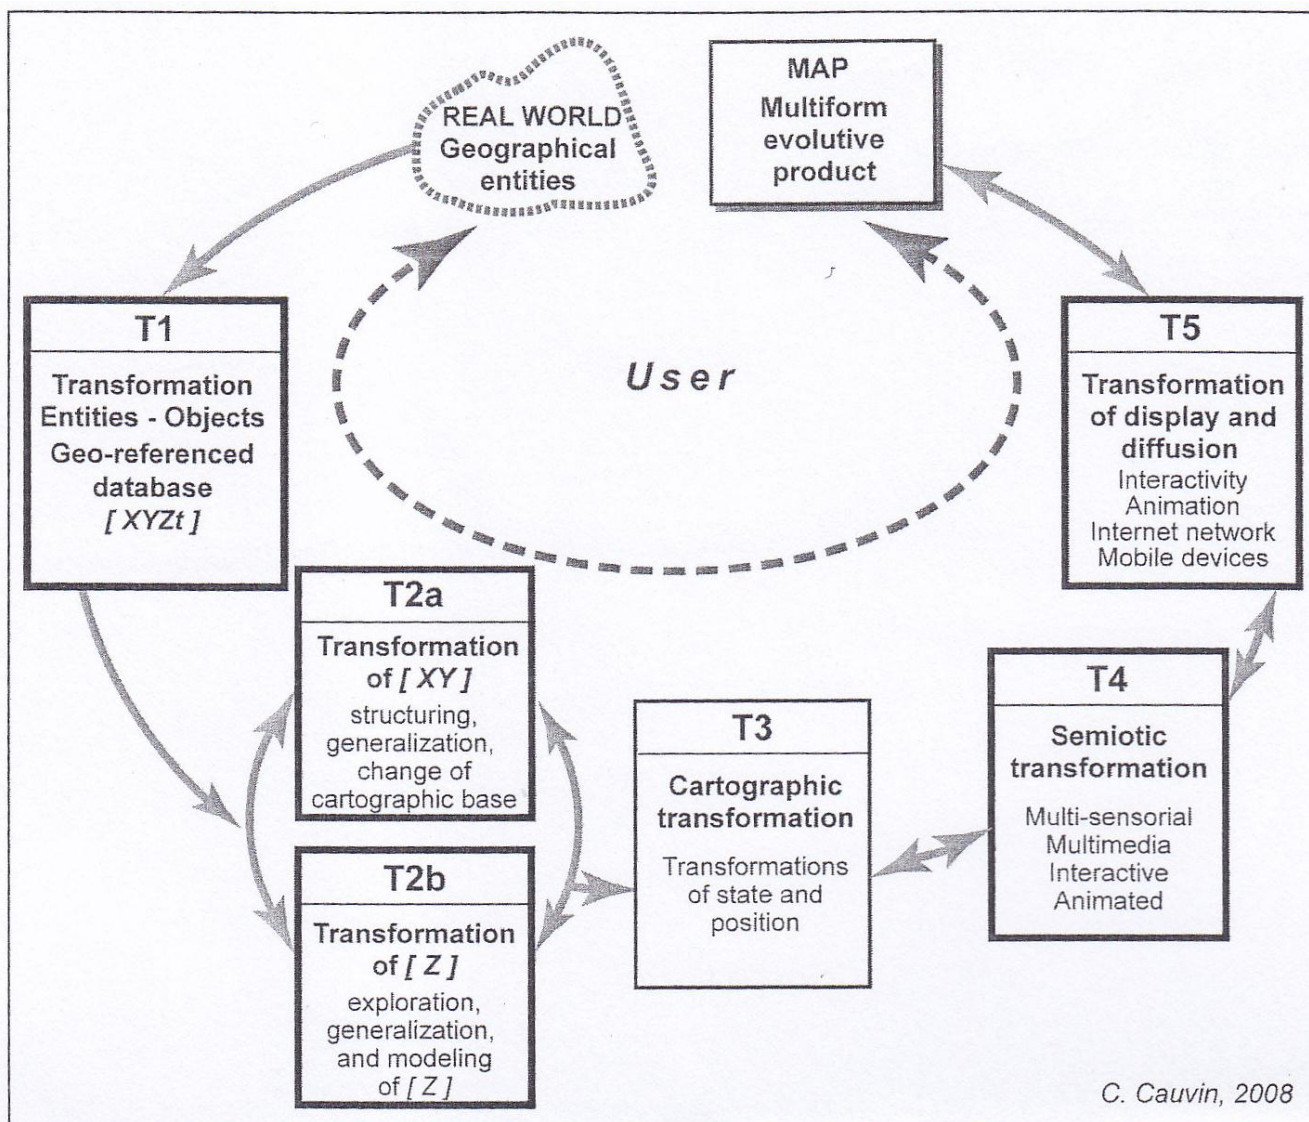 REAL WORLD
Geographical
entities
MAP
Multiform
evolutive
product
User
T1
Transformation
Entities - Objects
Geo-referenced
database
[ XYZt ]
T2a
Transformation
of [ XY ]
structuring,
generalization,
change of
cartographic base
T2b
Transformation
of [ Z ]
exploration,
generalization,
and modeling
of [ Z ]
T3
Cartographic
transformation
Transformations
of state and
position
T4
Semiotic
transformation
Multi-sensorial
Multimedia
Interactive
Animated
T5
Transformation
of display and
diffusion
Interactivity
Animation
Internet network
Mobile devices
C. Cauvin, 2008